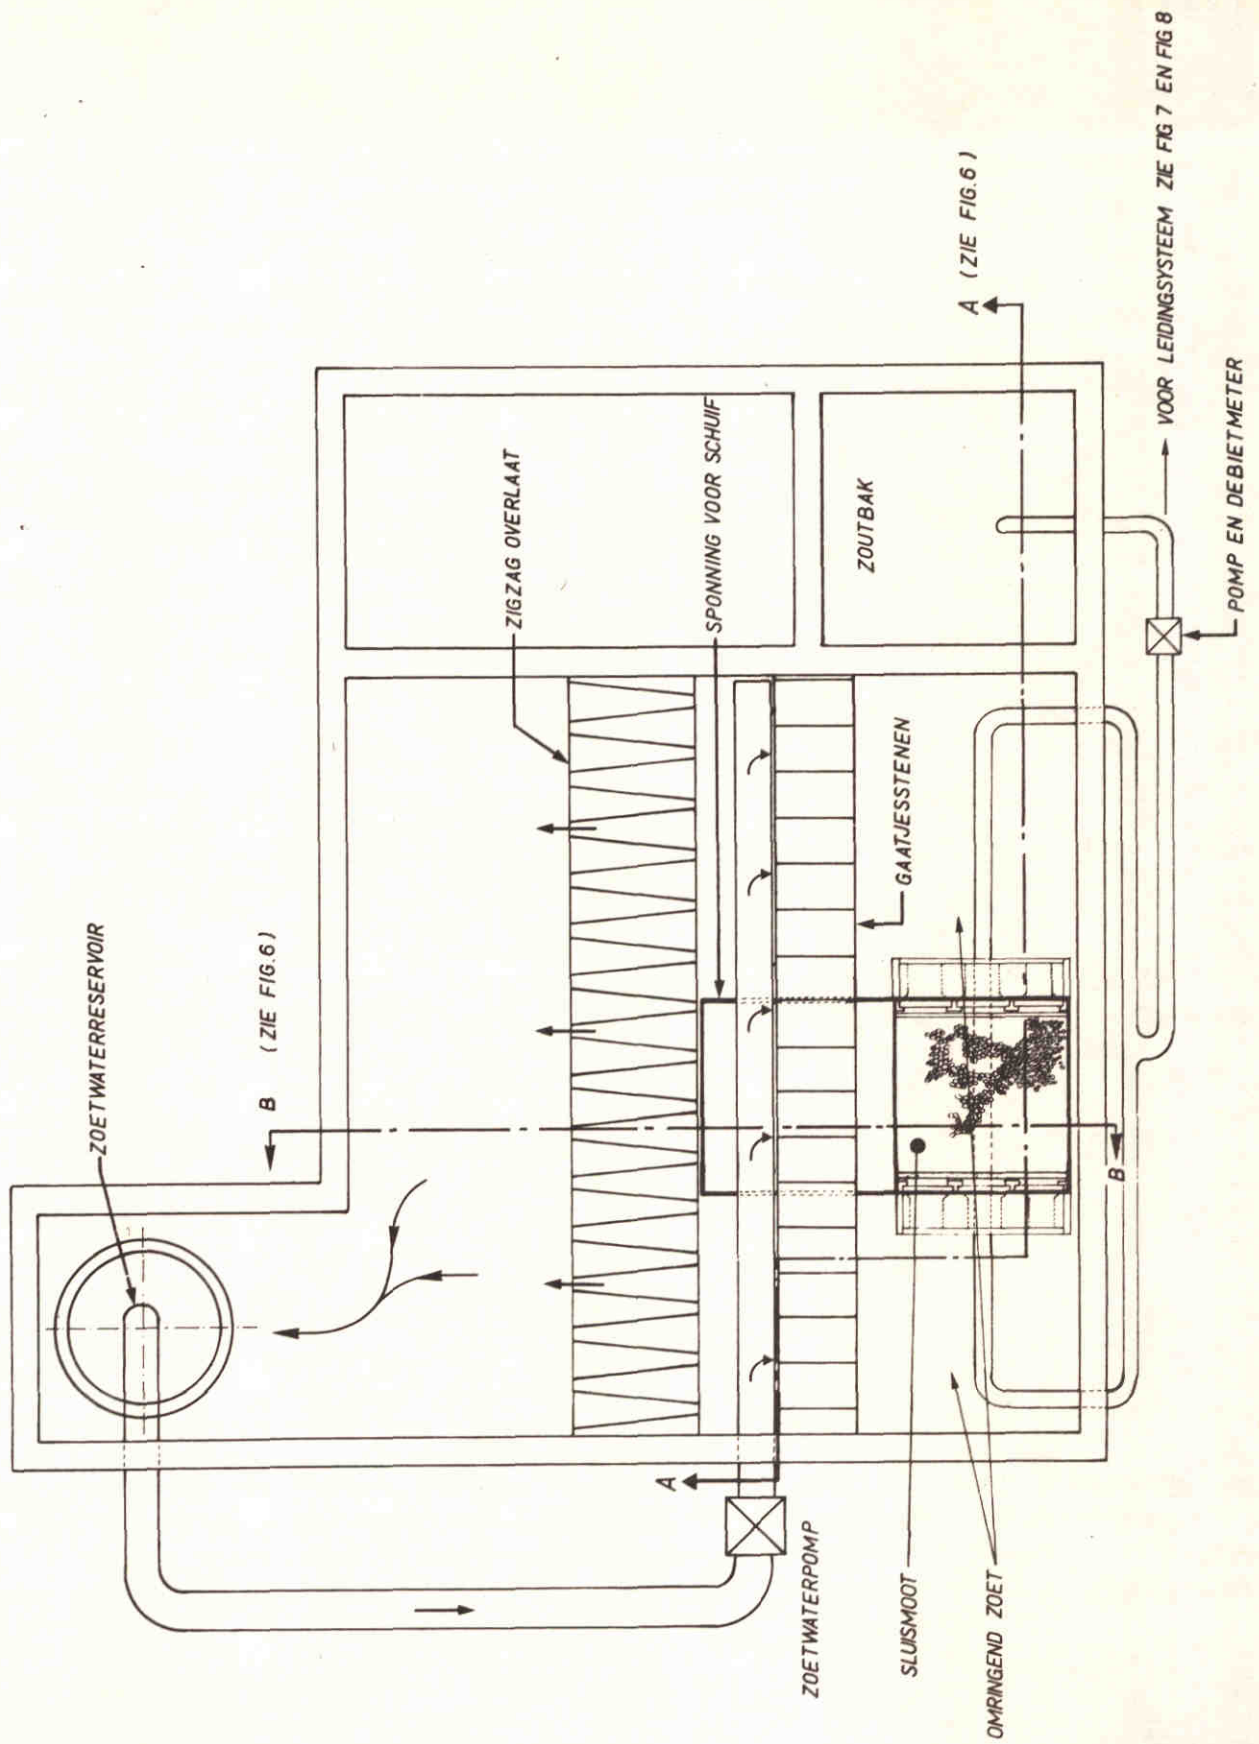 ZOETWATERRESERVOIR
B (ZIE FIG.6)
ZIGZAG OVERLAAT
SPONNING VOOR SCHUIF
ZOUTBAK
A (ZIE FIG.6)
VOOR LEIDINGSYSTEEM ZIE FIG 7 EN FIG 8
POMP EN DEBIETMETER
GAATJESSTENEN
B
A
ZOETWATERPOMP
SLUISMOOT
OMRINGEND ZOET